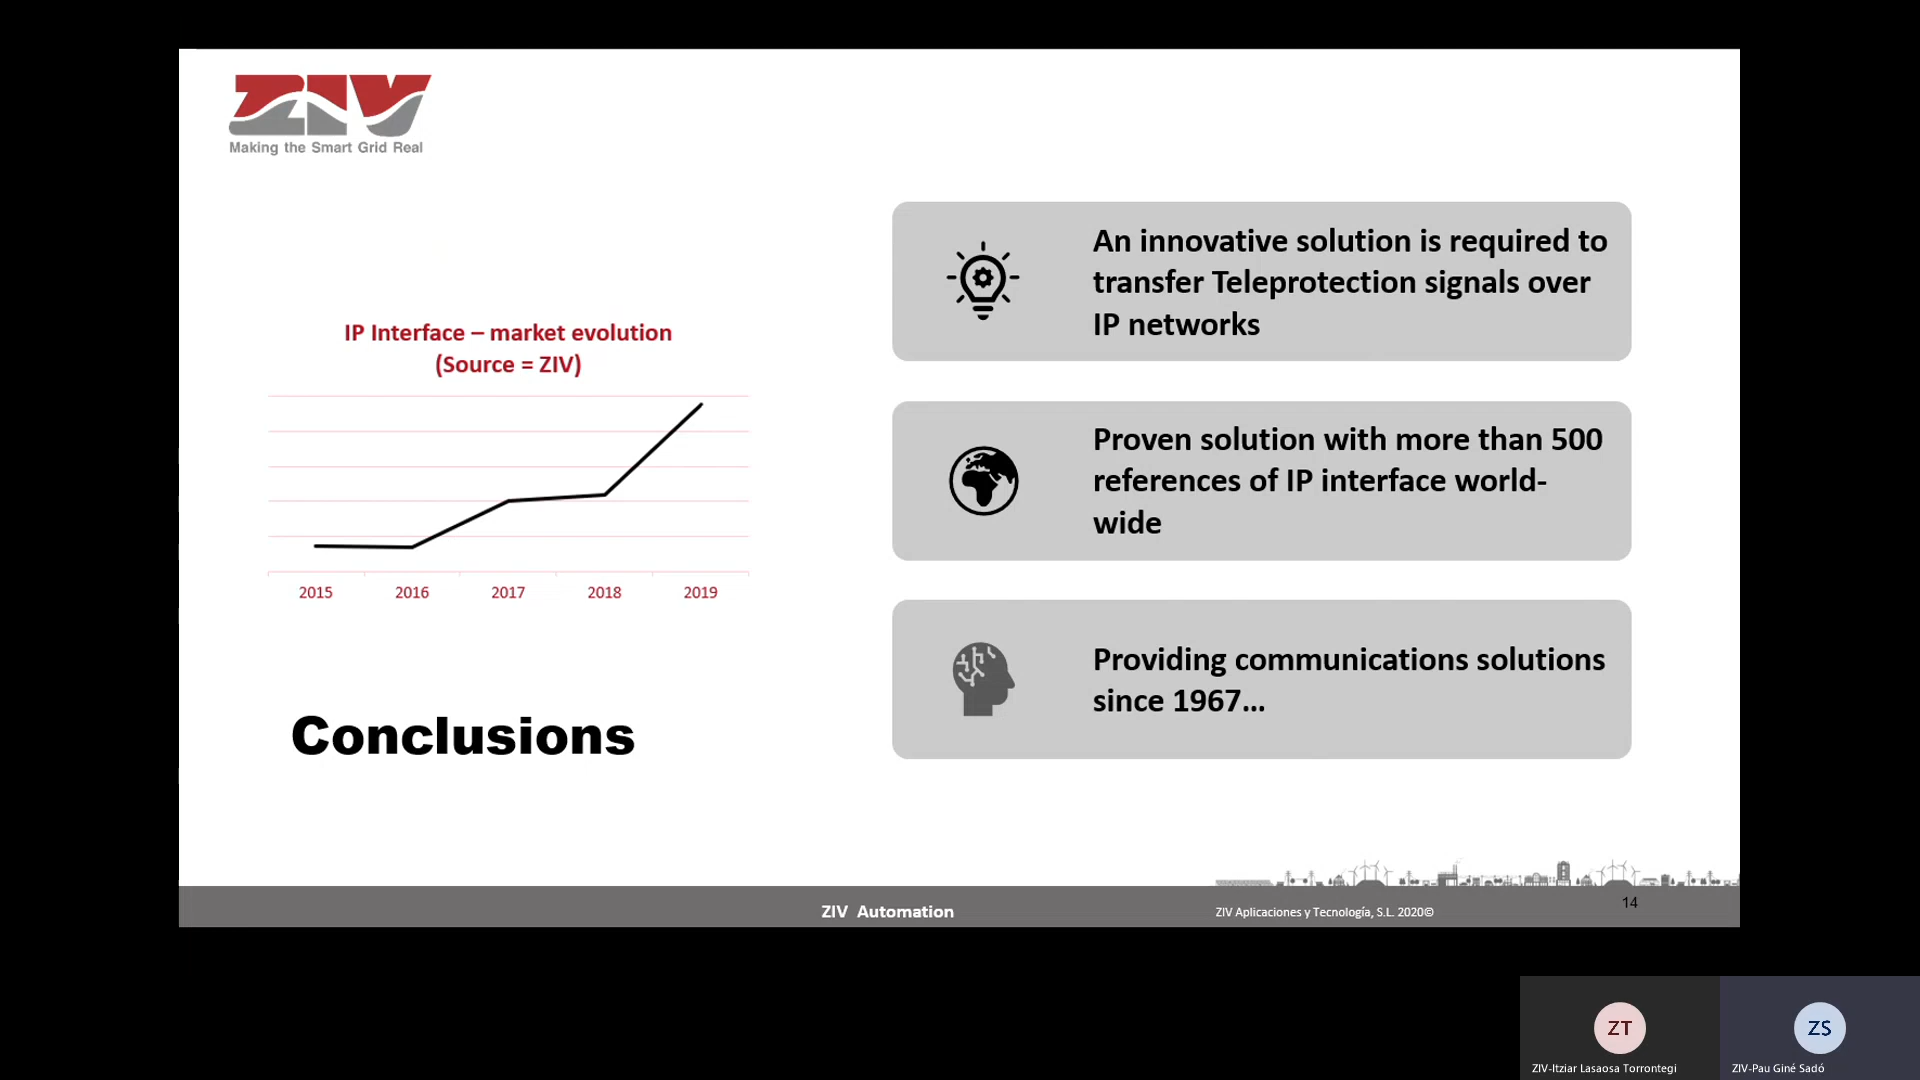 ZIV
Making the Smart Grid Real
IP Interface – market evolution
(Source = ZIV)
2015 2016 2017 2018 2019
Conclusions
An innovative solution is required to
transfer Teleprotection signals over
IP networks
Proven solution with more than 500
references of IP interface world-
wide
Providing communications solutions
since 1967...
ZIV Automation
ZIV Aplicaciones y Tecnología, S.L. 2020©
14
ZT
ZIV-Itziar Lasaosa Torrontegi
ZS
ZIV-Pau Giné Sadó